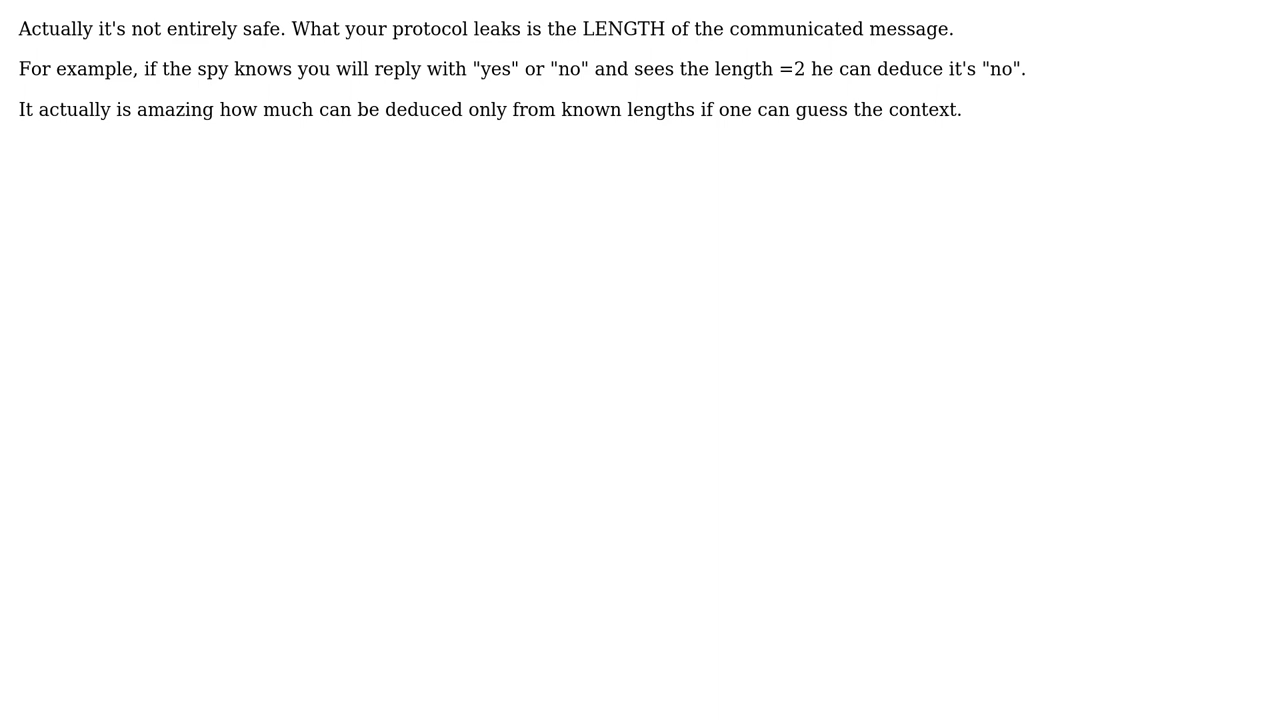 Actually it's not entirely safe. What your protocol leaks is the LENGTH of the communicated message.
For example, if the spy knows you will reply with "yes" or "no" and sees the length =2 he can deduce it's "no".
It actually is amazing how much can be deduced only from known lengths if one can guess the context.